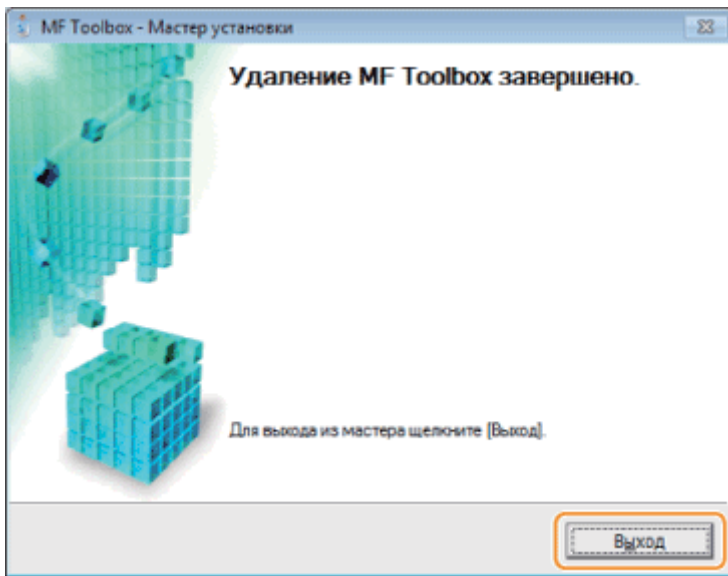 MF Toolbox - Мастер установки
Удаление MF Toolbox завершено.
Для выхода из мастера щелкните [Выход].
Выход